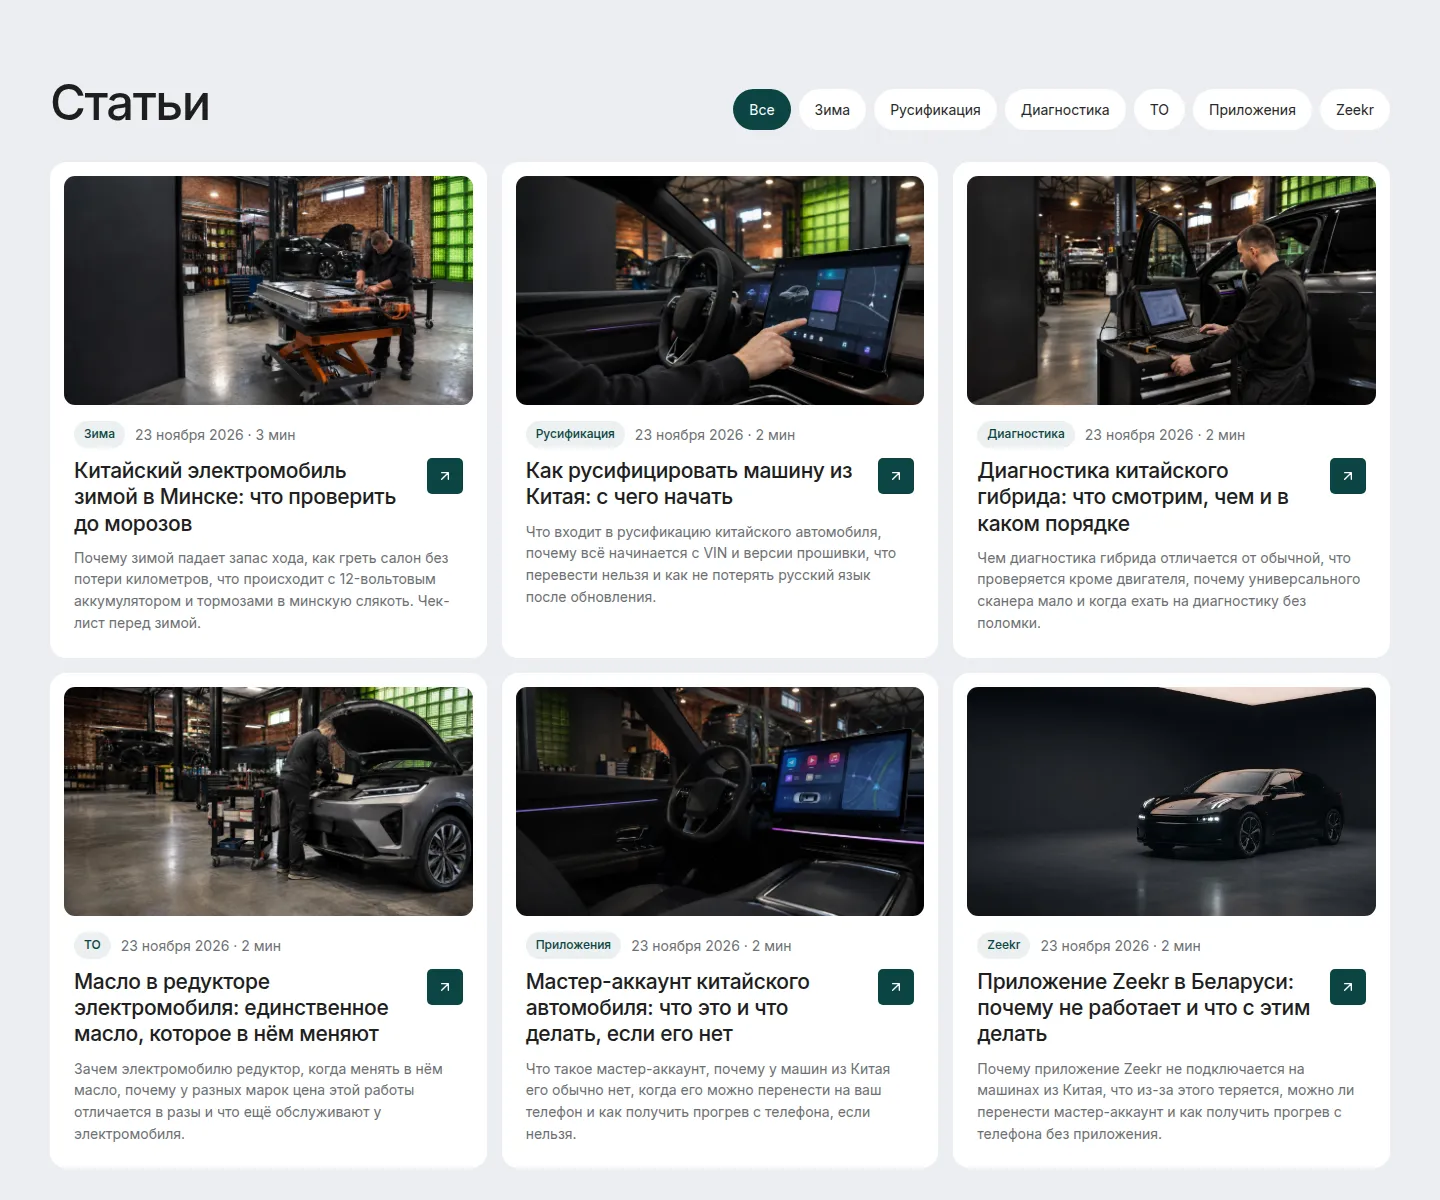 Статьи
Все
Зима
Русификация
Диагностика
ТО
Приложения
Zeekr
Зима
23 ноября 2026 · 3 мин
Китайский электромобиль
зимой в Минске: что проверить
до морозов
Почему зимой падает запас хода, как греть салон без
потери километров, что происходит с 12-вольтовым
аккумулятором и тормозами в минскую слякоть. Чек-
лист перед зимой.
Русификация
23 ноября 2026 · 2 мин
Как русифицировать машину из
Китая: с чего начать
Что входит в русификацию китайского автомобиля,
почему всё начинается с VIN и версии прошивки, что
перевести нельзя и как не потерять русский язык
после обновления.
Диагностика
23 ноября 2026 · 2 мин
Диагностика китайского
гибрида: что смотрим, чем и в
каком порядке
Чем диагностика гибрида отличается от обычной, что
проверяется кроме двигателя, почему универсального
сканера мало и когда ехать на диагностику без
поломки.
ТО
23 ноября 2026 · 2 мин
Масло в редукторе
электромобиля: единственное
масло, которое в нём меняют
Зачем электромобилю редуктор, когда менять в нём
масло, почему у разных марок цена этой работы
отличается в разы и что ещё обслуживают у
электромобиля.
Приложения
23 ноября 2026 · 2 мин
Мастер-аккаунт китайского
автомобиля: что это и что
делать, если его нет
Что такое мастер-аккаунт, почему у машин из Китая
его обычно нет, когда его можно перенести на ваш
телефон и как получить прогрев с телефона, если
нельзя.
Zeekr
23 ноября 2026 · 2 мин
Приложение Zeekr в Беларуси:
почему не работает и что с этим
делать
Почему приложение Zeekr не подключается на
машинах из Китая, что из-за этого теряется, можно ли
перенести мастер-аккаунт и как получить прогрев с
телефона без приложения.